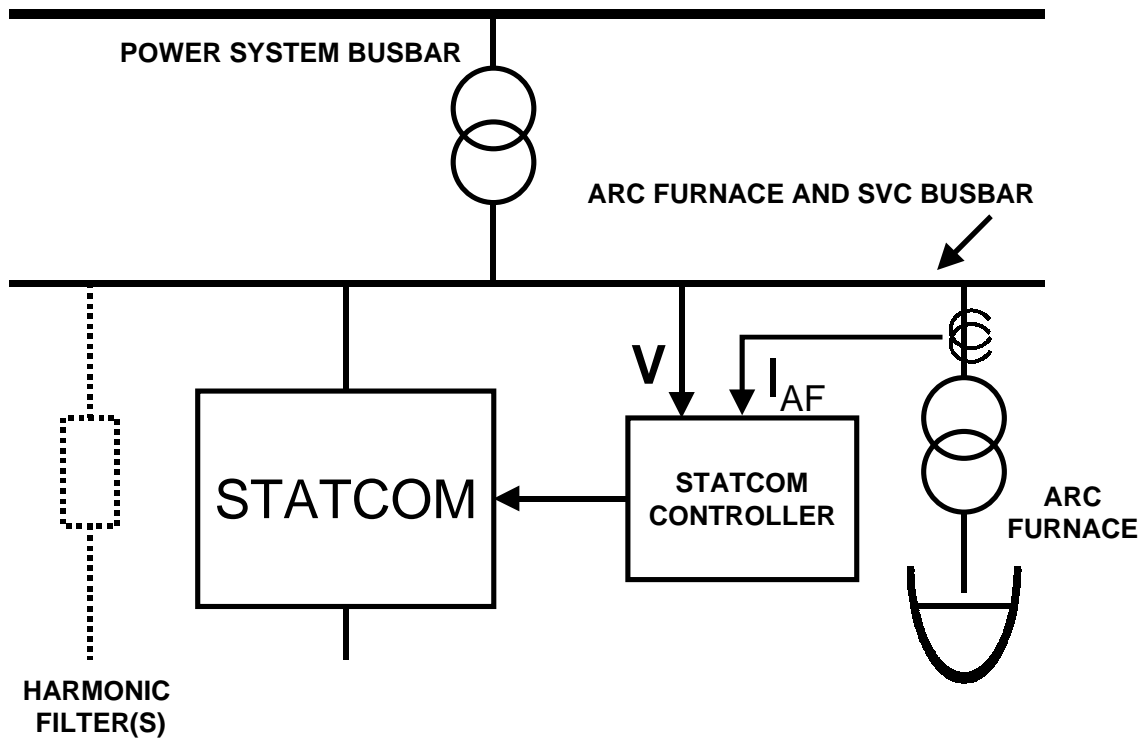 POWER SYSTEM BUSBAR
ARC FURNACE AND SVC BUSBAR
V
I AF
STATCOM
STATCOM
CONTROLLER
ARC
FURNACE
HARMONIC
FILTER(S)